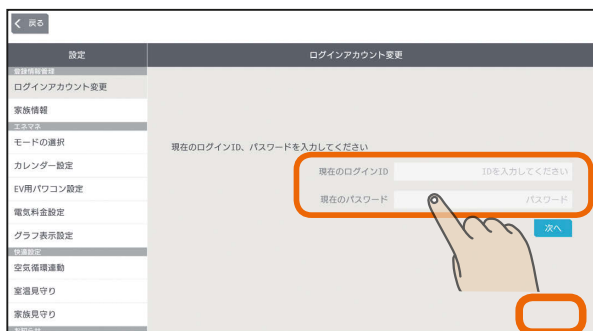 戻る
設定
ログインアカウント変更
登録情報管理
ログインアカウント変更
家族情報
エネマネ
モードの選択
カレンダー設定
EV用パワコン設定
電気料金設定
グラフ表示設定
快適設定
空気循環連動
室温見守り
家族見守り
お知らせ
現在のログインID、パスワードを入力してください
現在のログインID
IDを入力してください
現在のパスワード
パスワード
次へ